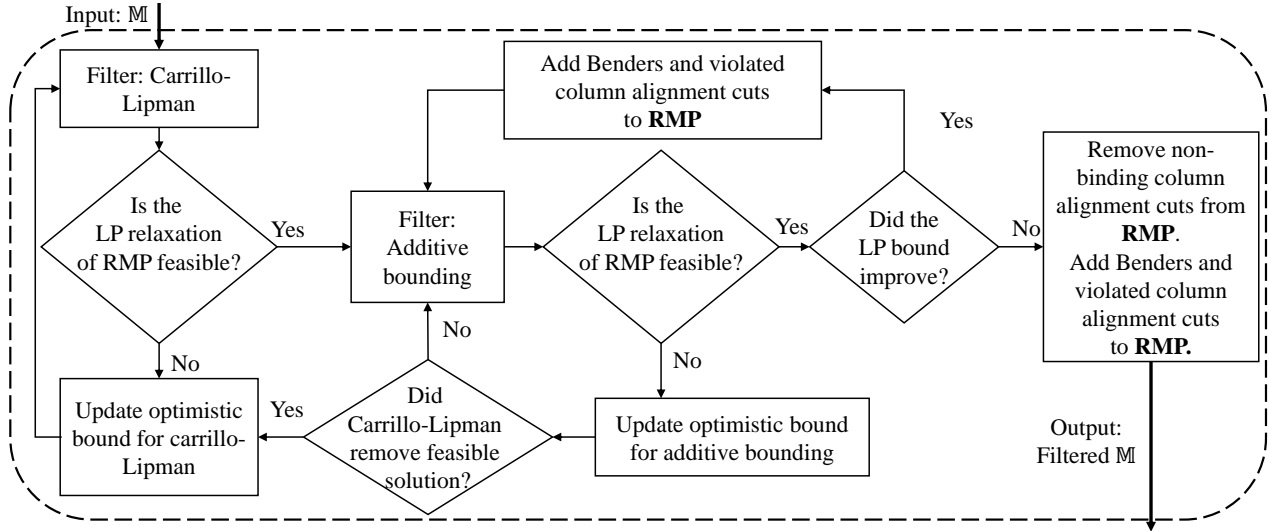 Input: 𝕄
Filter: Carrillo-
Lipman
Is the
LP relaxation
of RMP feasible?
Yes
No
Update optimistic
bound for carrillo-
Lipman
Filter:
Additive
bounding
Add Benders and violated
column alignment cuts
to RMP
Is the
LP relaxation
of RMP feasible?
Yes
No
Update optimistic bound
for additive bounding
Did
Carrillo-Lipman
remove feasible
solution?
Yes
No
Did the
LP bound
improve?
Yes
No
Remove non-
binding column
alignment cuts from
RMP.
Add Benders and
violated column
alignment cuts
to RMP.
Output:
Filtered 𝕄